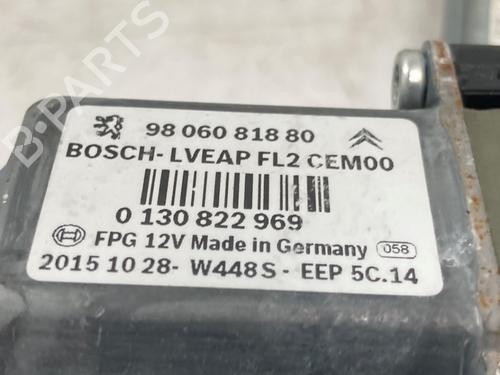 98 060 818 80
BOSCH- LVEAP FL2 CEM00
0 130 822 969
FPG 12V Made in Germany 058
2015 10 28- W448S - EEP 5C.14
B-PARTS